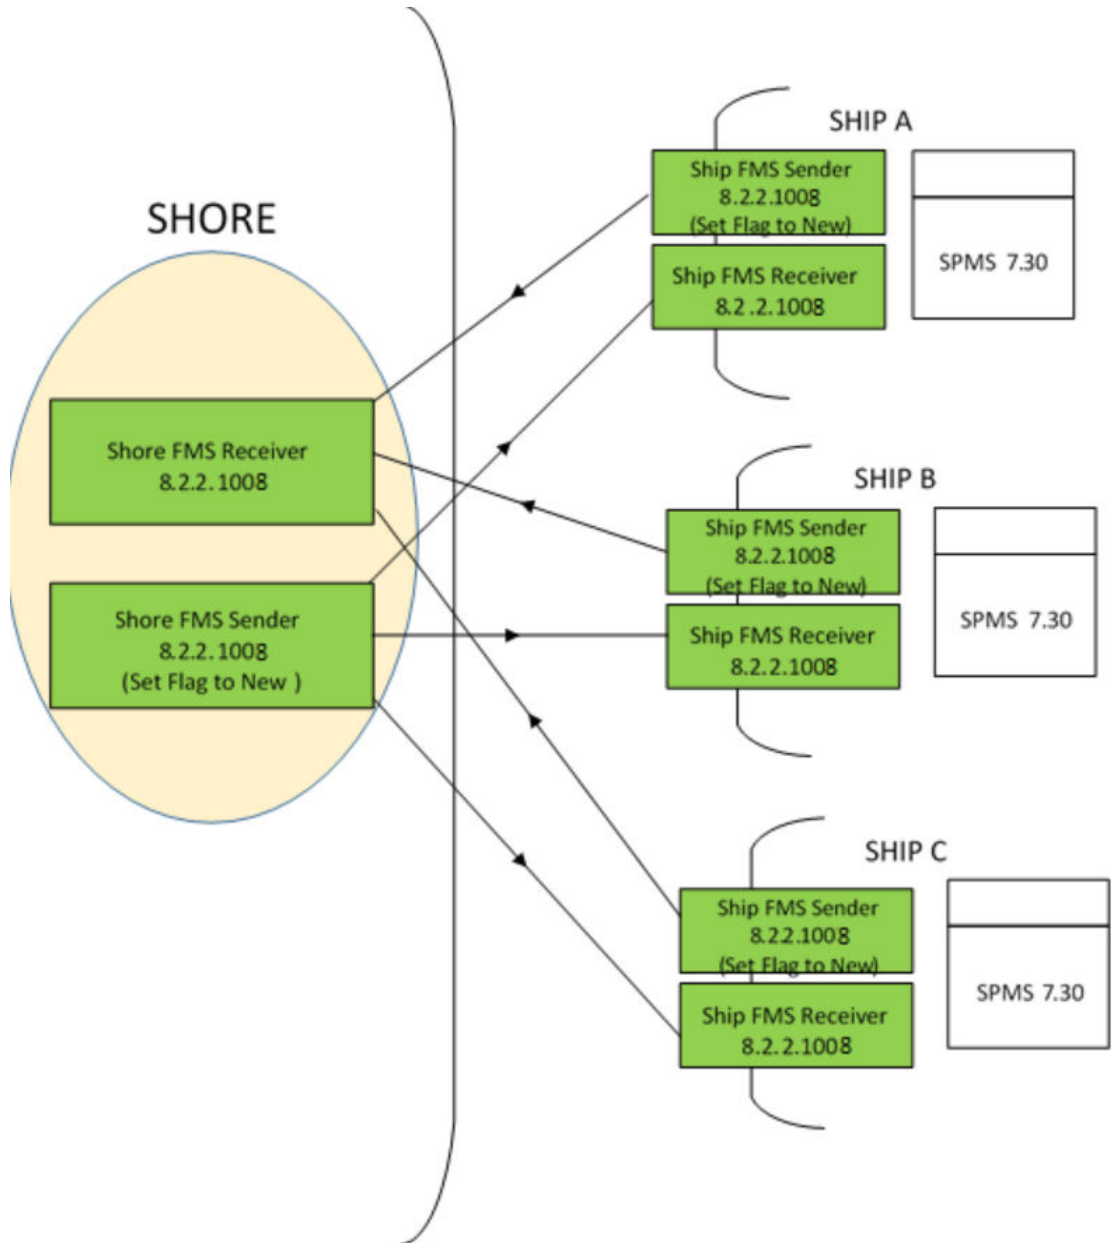 SHORE
Shore FMS Receiver
8.2.2.1008
Shore FMS Sender
8.2.2.1008
(Set Flag to New )
SHIP A
Ship FMS Sender
8.2.2.1008
(Set Flag to New)
Ship FMS Receiver
8.2.2.1008
SPMS 7.30
SHIP B
Ship FMS Sender
8.2.2.1008
(Set Flag to New)
Ship FMS Receiver
8.2.2.1008
SPMS 7.30
SHIP C
Ship FMS Sender
8.2.2.1008
(Set Flag to New)
Ship FMS Receiver
8.2.2.1008
SPMS 7.30